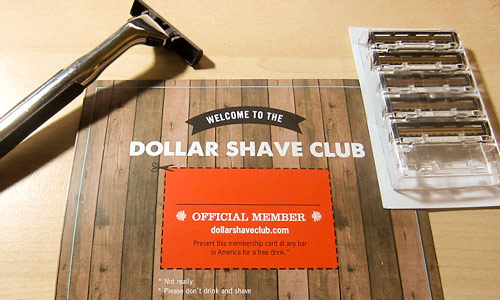 WELCOME TO THE
DOLLAR SHAVE CLUB
OFFICIAL MEMBER
dollarshaveclub.com
Present this membership card at any bar
in America for a free drink.*
* Not really.
* Please don't drink and shave